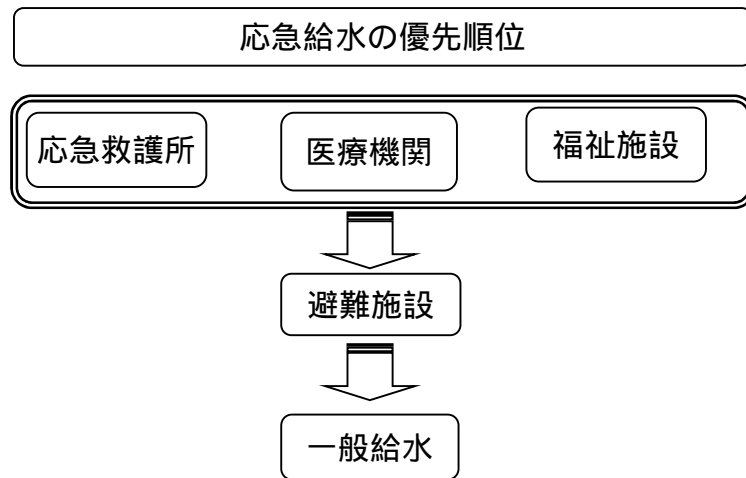 応急給水の優先順位
応急救護所
医療機関
福祉施設
避難施設
一般給水